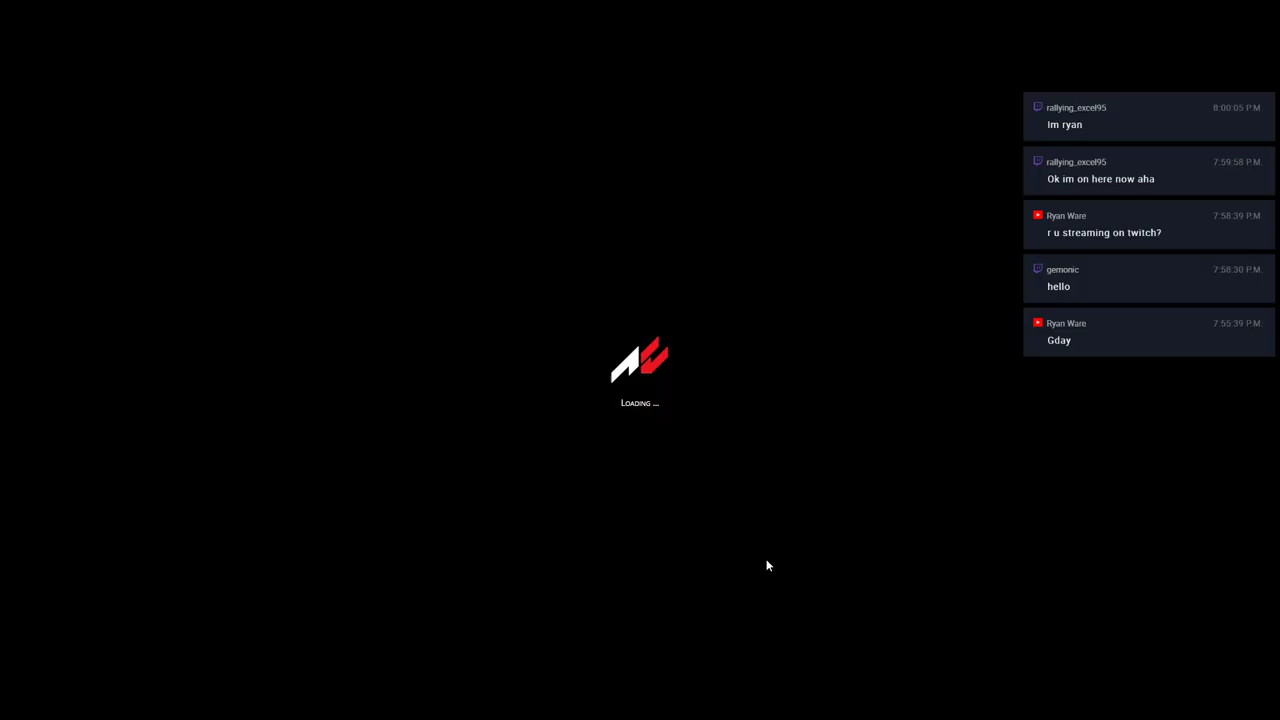 rallying_excel95 8:00:05 P.M.
Im ryan
rallying_excel95 7:59:58 P.M.
Ok im on here now aha
Ryan Ware 7:58:39 P.M.
r u streaming on twitch?
gemonic 7:58:30 P.M.
hello
Ryan Ware 7:55:39 P.M.
Gday
Loading ...